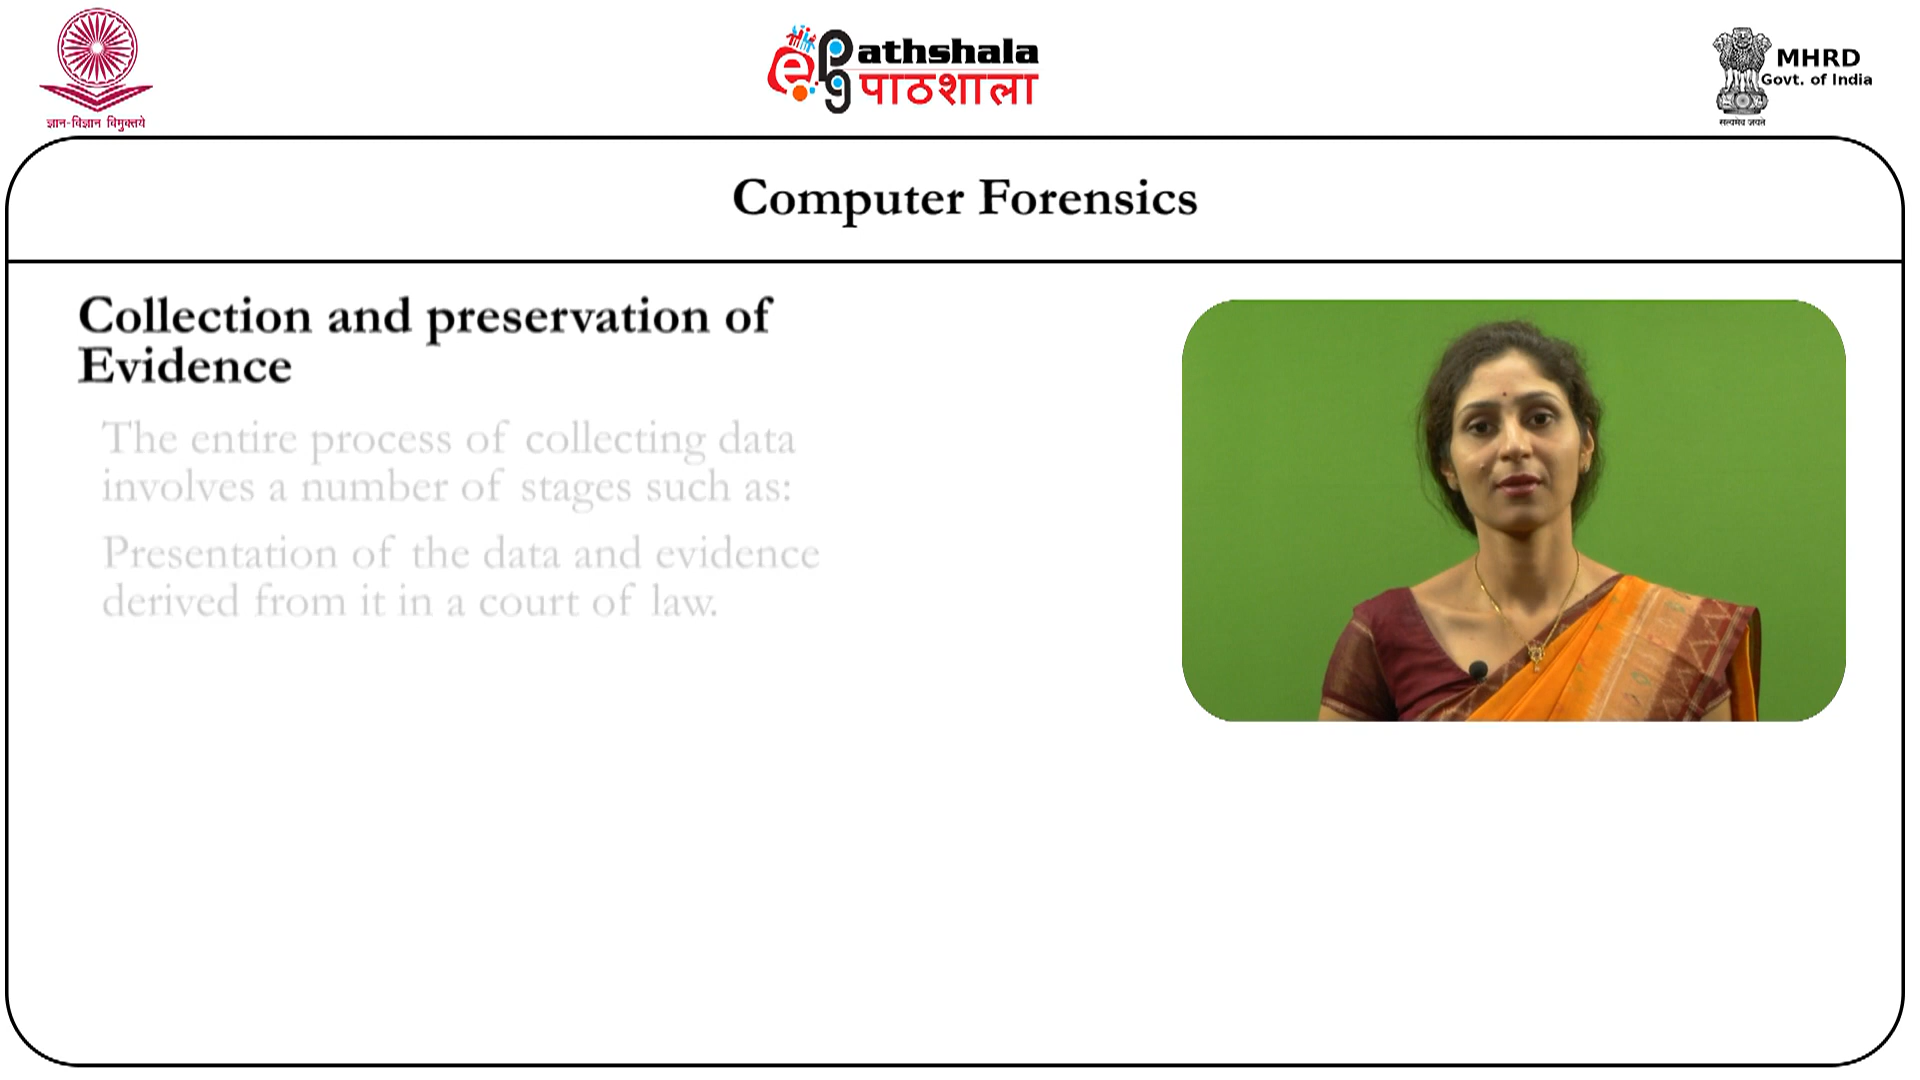 ज्ञान-विज्ञान विमुक्तये
e
pg
athshala
पाठशाला
MHRD
Govt. of India
सत्यमेव जयते
Computer Forensics
Collection and preservation of
Evidence
The entire process of collecting data
involves a number of stages such as:
Presentation of the data and evidence
derived from it in a court of law.